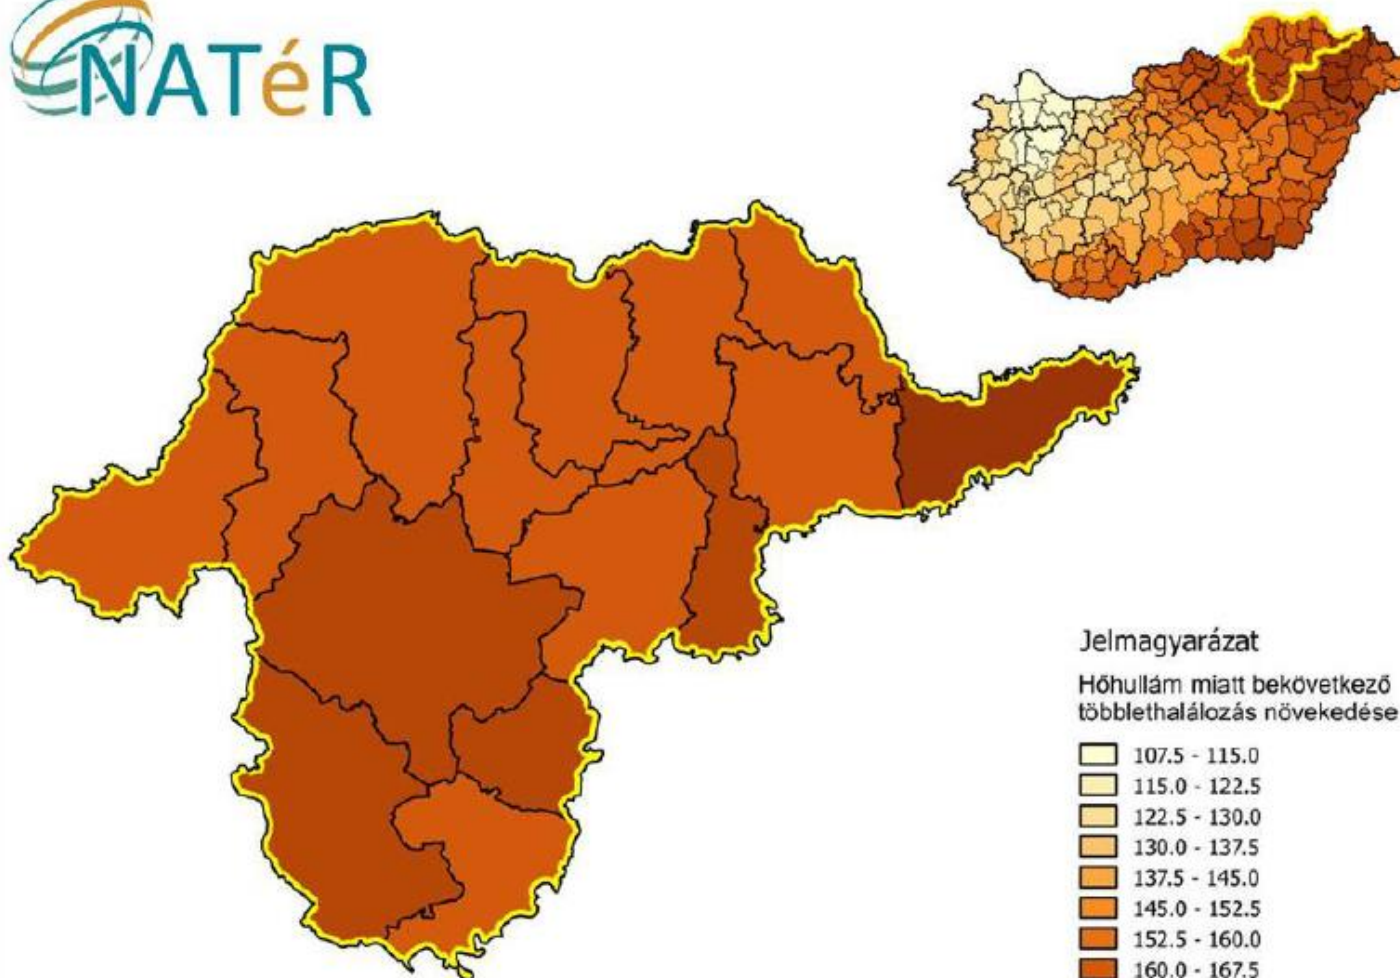 NATéR
Jelmagyarázat
Hőhullám miatt bekövetkező
többlethalálozás növekedése
107.5 - 115.0
115.0 - 122.5
122.5 - 130.0
130.0 - 137.5
137.5 - 145.0
145.0 - 152.5
152.5 - 160.0
160.0 - 167.5